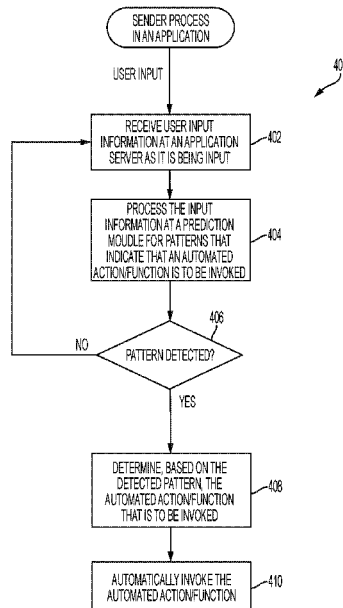 SENDER PROCESS
IN AN APPLICATION
USER INPUT
40
RECEIVE USER INPUT
INFORMATION AT AN APPLICATION
SERVER AS IT IS BEING INPUT
402
PROCESS THE INPUT
INFORMATION AT A PREDICTION
MOUDLE FOR PATTERNS THAT
INDICATE THAT AN AUTOMATED
ACTION/FUNCTION IS TO BE INVOKED
404
406
NO
PATTERN DETECTED?
YES
DETERMINE, BASED ON THE
DETECTED PATTERN, THE
AUTOMATED ACTION/FUNCTION
THAT IS TO BE INVOKED
408
AUTOMATICALLY INVOKE THE
AUTOMATED ACTION/FUNCTION
410